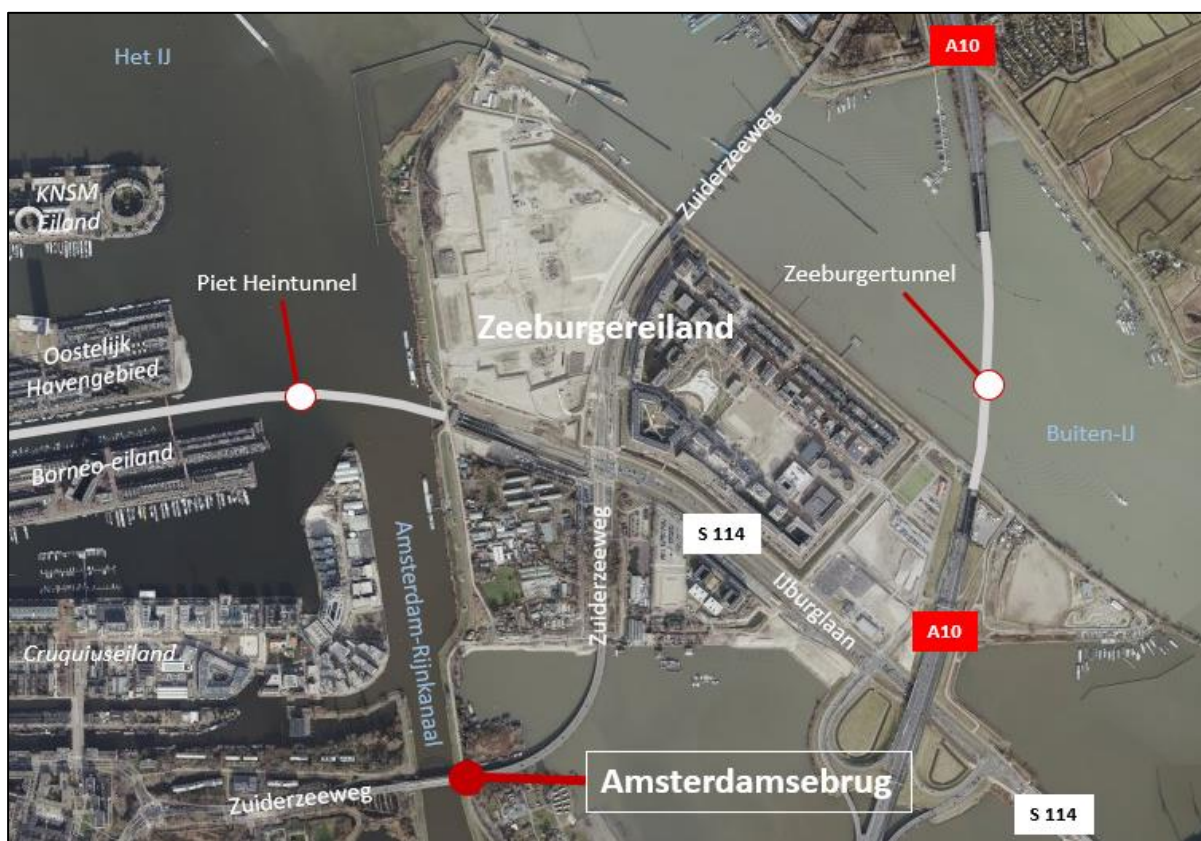 Het IJ
A10
KNSM
Eiland
Zuiderzeeweg
Piet Heintunnel
Zeeburgertunnel
Zeeburgereiland
Oostelijk
Havengebied
Buiten-IJ
Borneo-eiland
S 114
Amsterdam-Rijnkanaal
Zuiderzeeweg
IJburglaan
A10
Cruquiuseiland
Amsterdamsebrug
Zuiderzeeweg
S 114